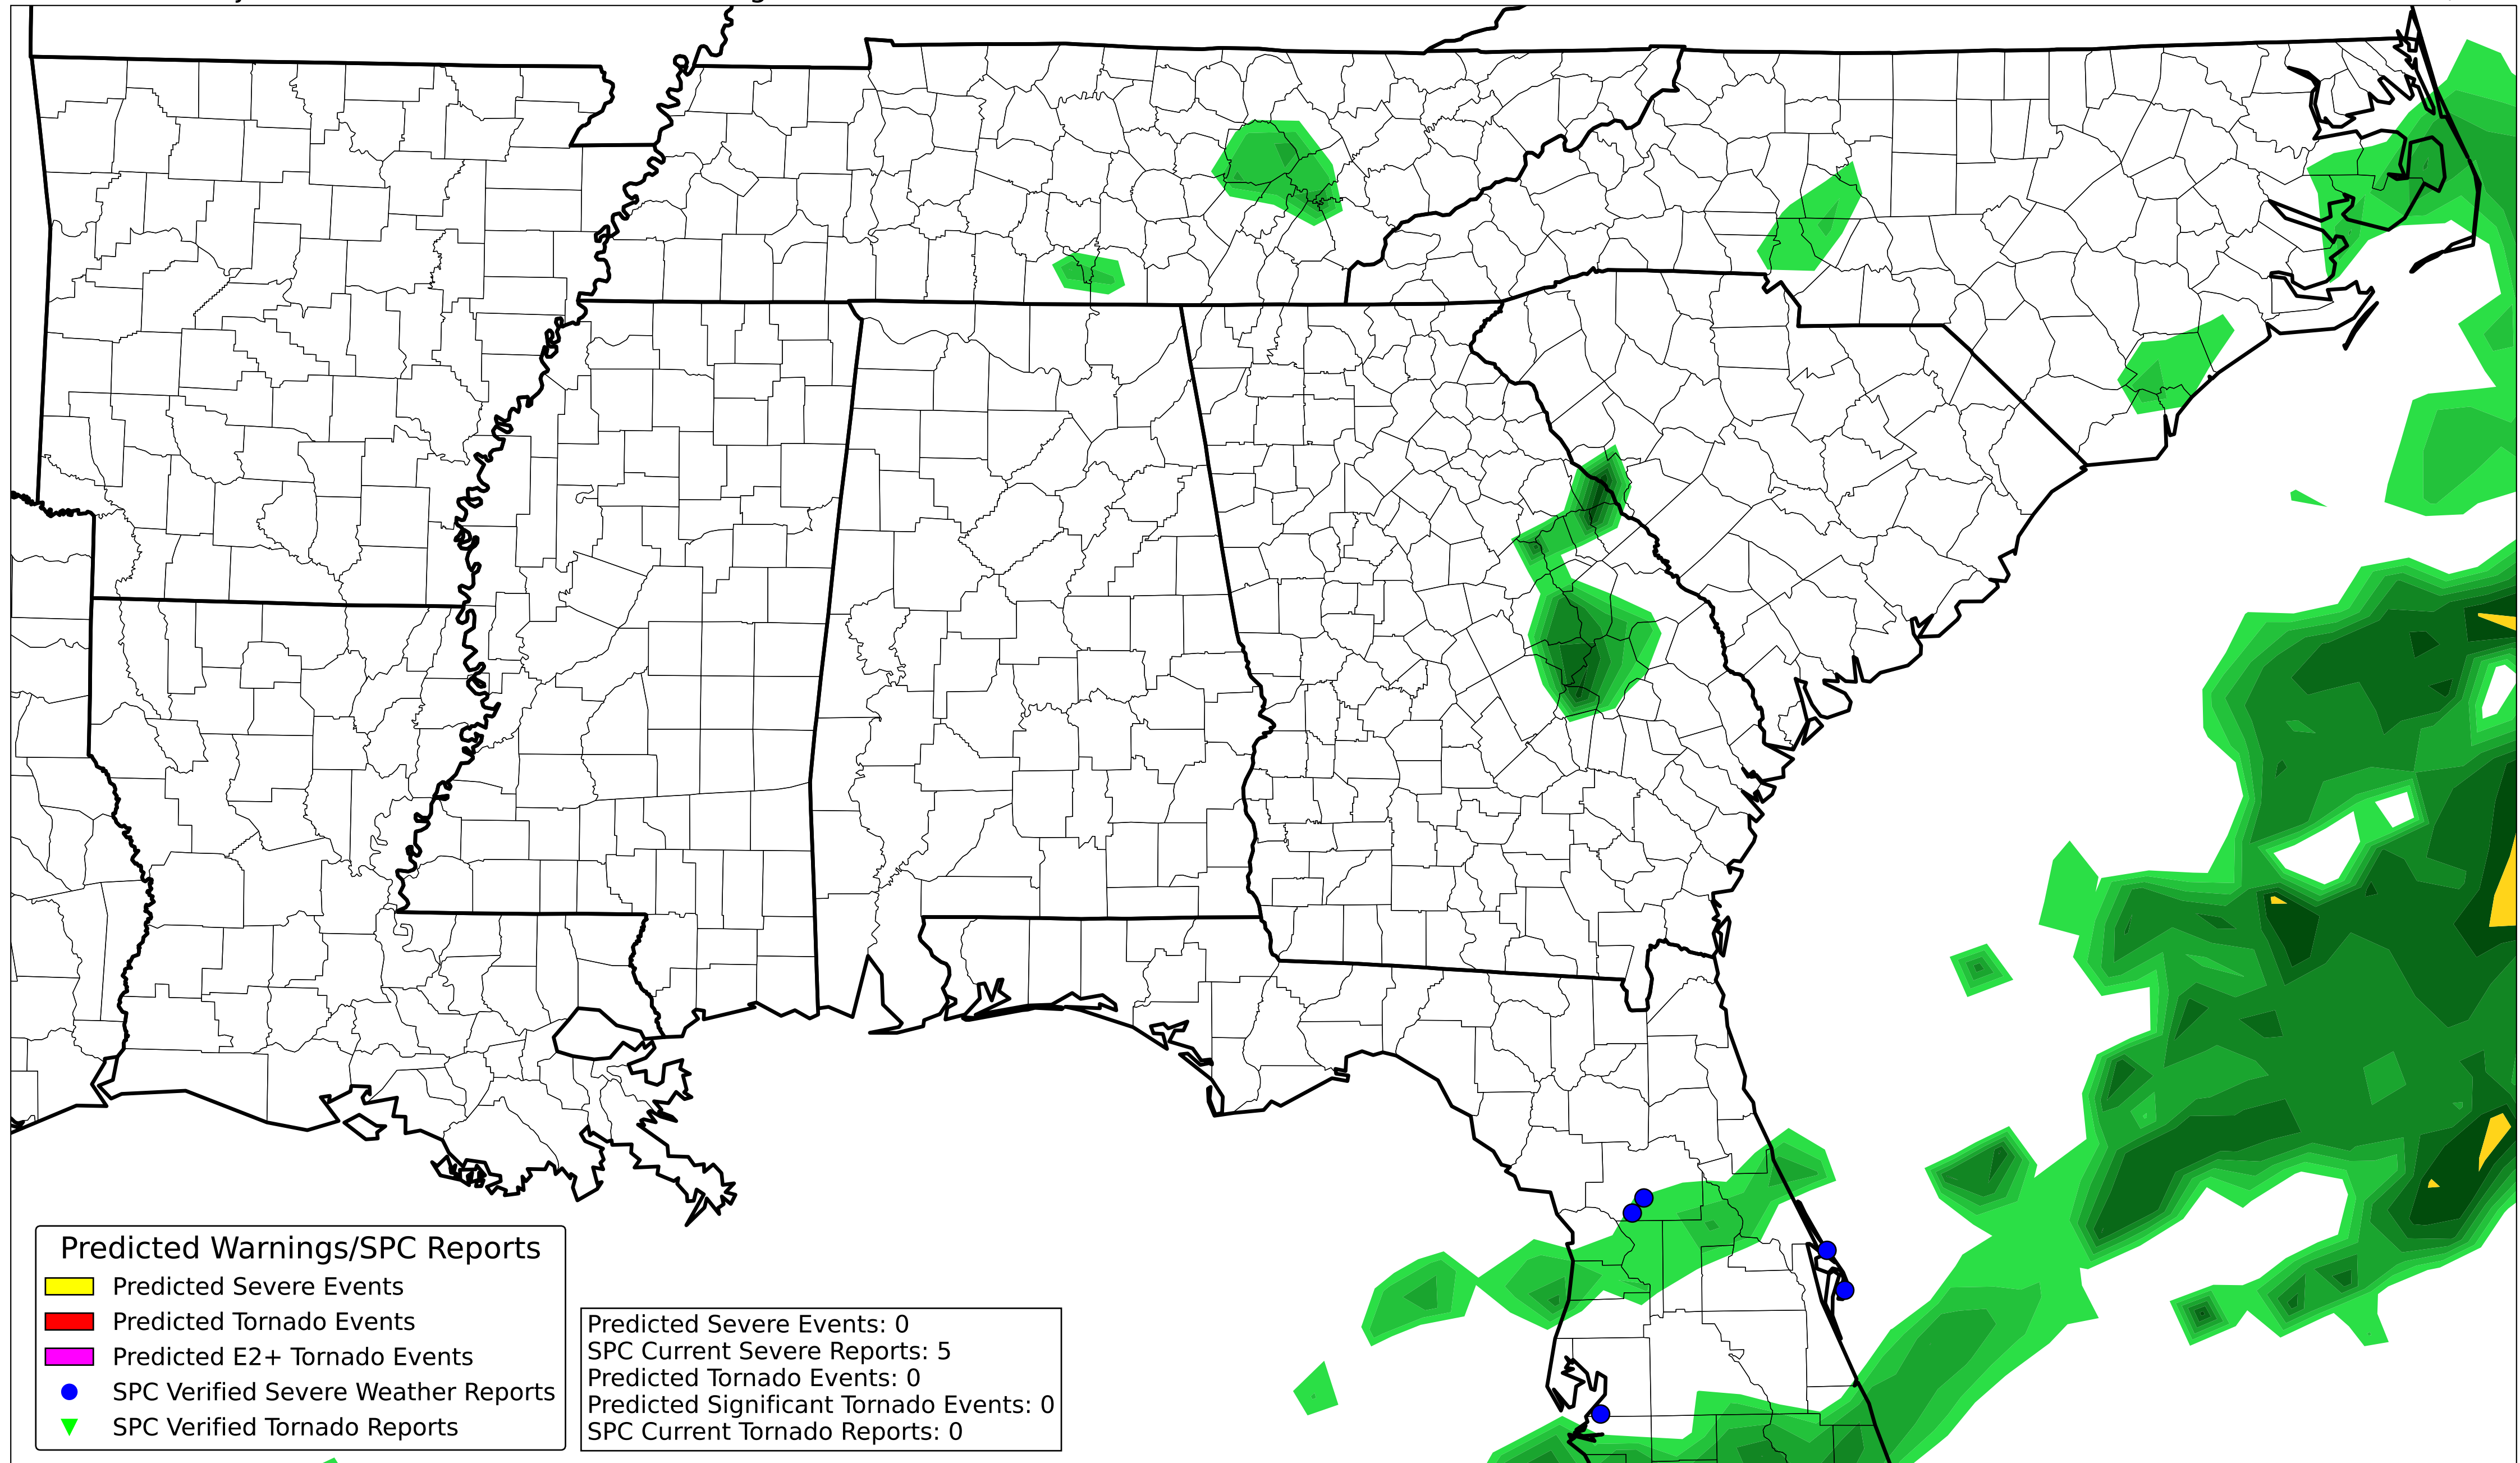 Predicted Warnings/SPC Reports
Predicted Severe Events
Predicted Tornado Events
Predicted E2+ Tornado Events
SPC Verified Severe Weather Reports
SPC Verified Tornado Reports
Predicted Severe Events: 0
SPC Current Severe Reports: 5
Predicted Tornado Events: 0
Predicted Significant Tornado Events: 0
SPC Current Tornado Reports: 0